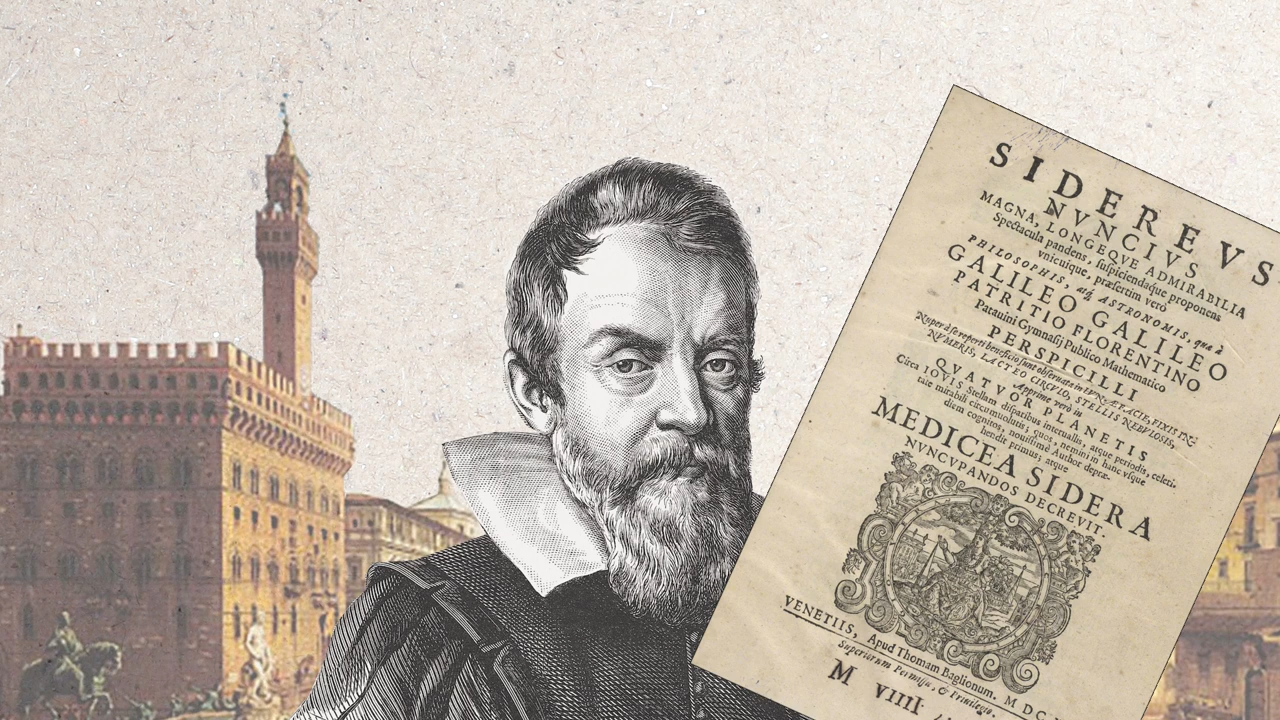 SIDEREVS
NVNCIVS
MAGNA, LONGEQVE ADMIRABILIA
Spectacula pandens, suspiciendaque proponens
vnicuique, præsertim verò
PHILOSOPHIS, atq; ASTRONOMIS, quæ à
GALILEO GALILEO
PATRITIO FLORENTINO
Patauini Gymnasij Publico Mathematico
PERSPICILLI
Nuper à se reperti beneficio sunt obseruata in LVNÆ FACIE, FIXIS IN-
NVMERIS, LACTEO CIRCVLO, STELLIS NEBVLOSIS,
Apprime verò in
QVATVOR PLANETIS
Circa IOVIS Stellam disparibus interuallis, atque periodis, celeri-
tate mirabili circumuolutis; quos, nemini in hanc vsque
diem cognitos, nouissimè Author depræ-
hendit primus; atque
MEDICEA SIDERA
NVNCVPANDOS DECREVIT.
VENETIIS, Apud Thomam Baglionum. M DC
Superiorum Permissu, & Priuilegio.
M VIIII